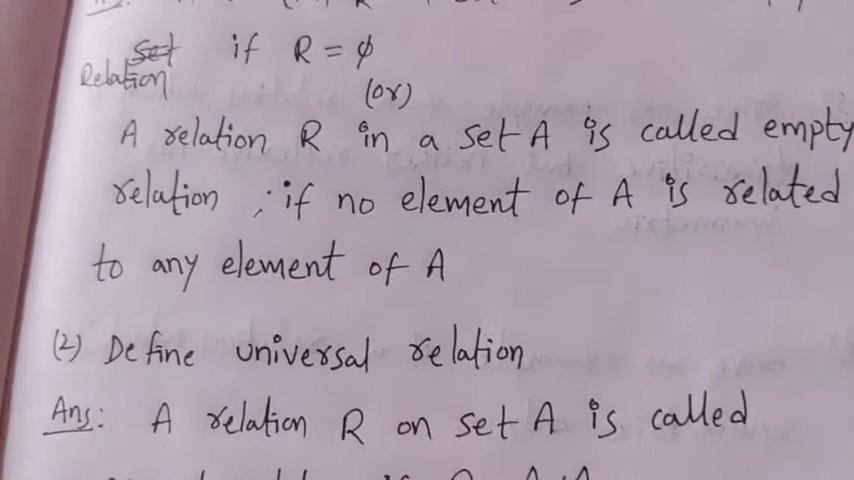 set if R = ϕ
Relation
(or)
A relation R in a set A is called empty
relation, if no element of A is related
to any element of A
(2) Define universal relation
Ans: A relation R on set A is called